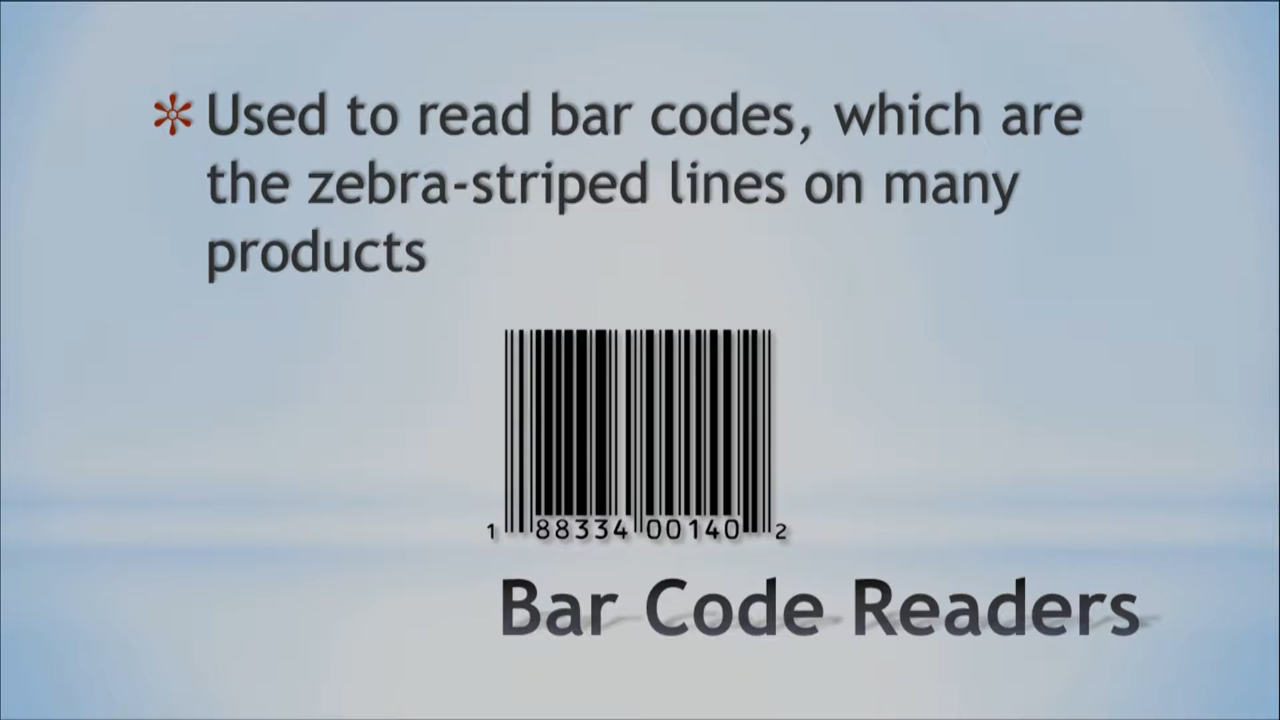 Used to read bar codes, which are
the zebra-striped lines on many
products
1 88334 00140 2
Bar Code Readers